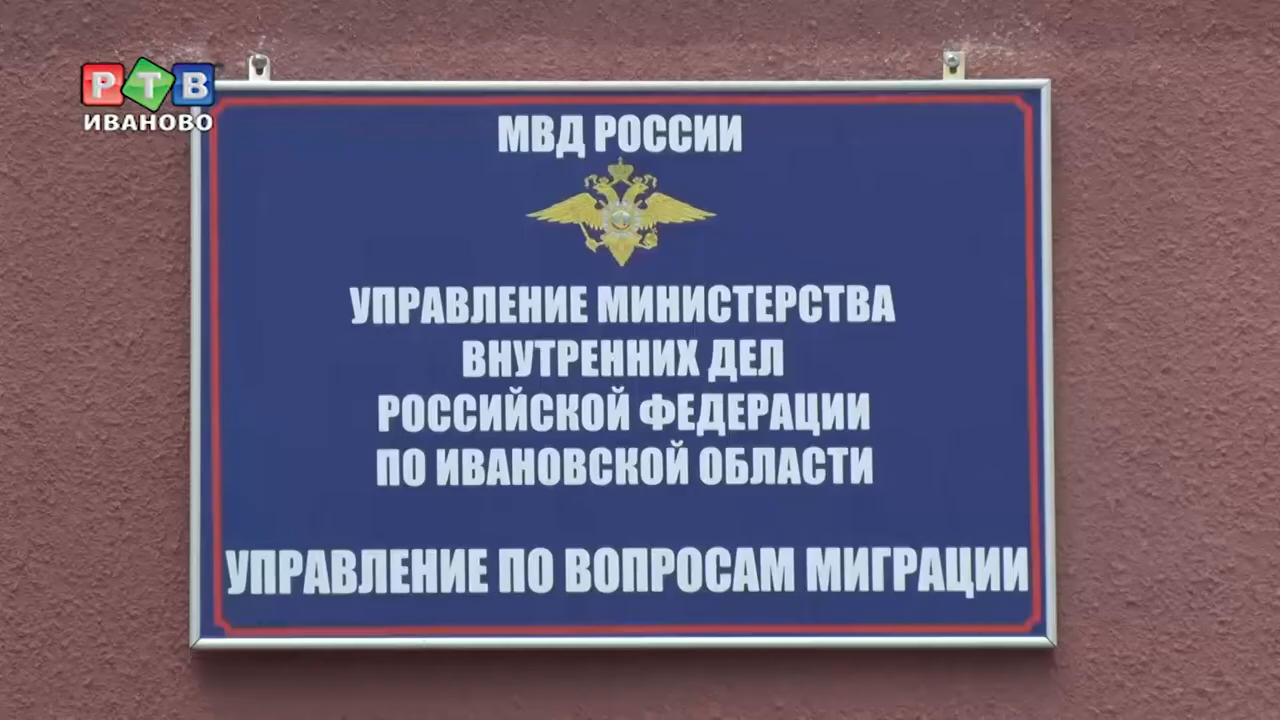 РТВ
ИВАНОВО
МВД РОССИИ
УПРАВЛЕНИЕ МИНИСТЕРСТВА
ВНУТРЕННИХ ДЕЛ
РОССИЙСКОЙ ФЕДЕРАЦИИ
ПО ИВАНОВСКОЙ ОБЛАСТИ
УПРАВЛЕНИЕ ПО ВОПРОСАМ МИГРАЦИИ